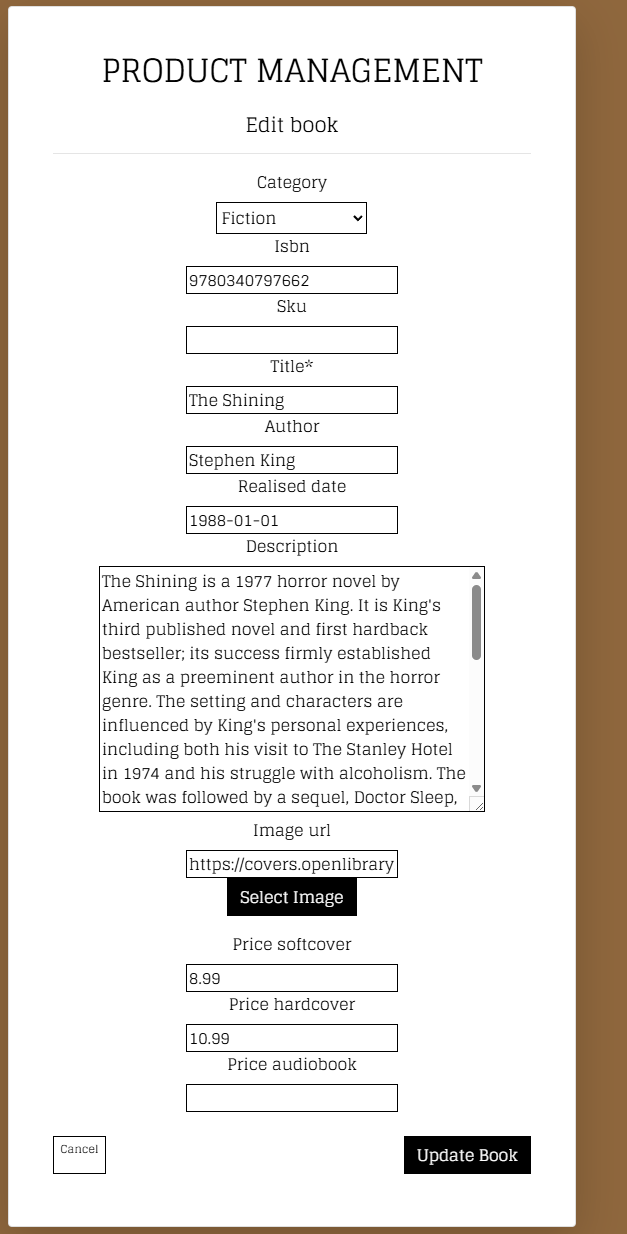 PRODUCT MANAGEMENT
Edit book
Category
Fiction
Isbn
9780340797662
Sku
Title*
The Shining
Author
Stephen King
Realised date
1988-01-01
Description
The Shining is a 1977 horror novel by
American author Stephen King. It is King's
third published novel and first hardback
bestseller; its success firmly established
King as a preeminent author in the horror
genre. The setting and characters are
influenced by King's personal experiences,
including both his visit to The Stanley Hotel
in 1974 and his struggle with alcoholism. The
book was followed by a sequel, Doctor Sleep,
Image url
https://covers.openlibrary
Select Image
Price softcover
8.99
Price hardcover
10.99
Price audiobook
Cancel
Update Book